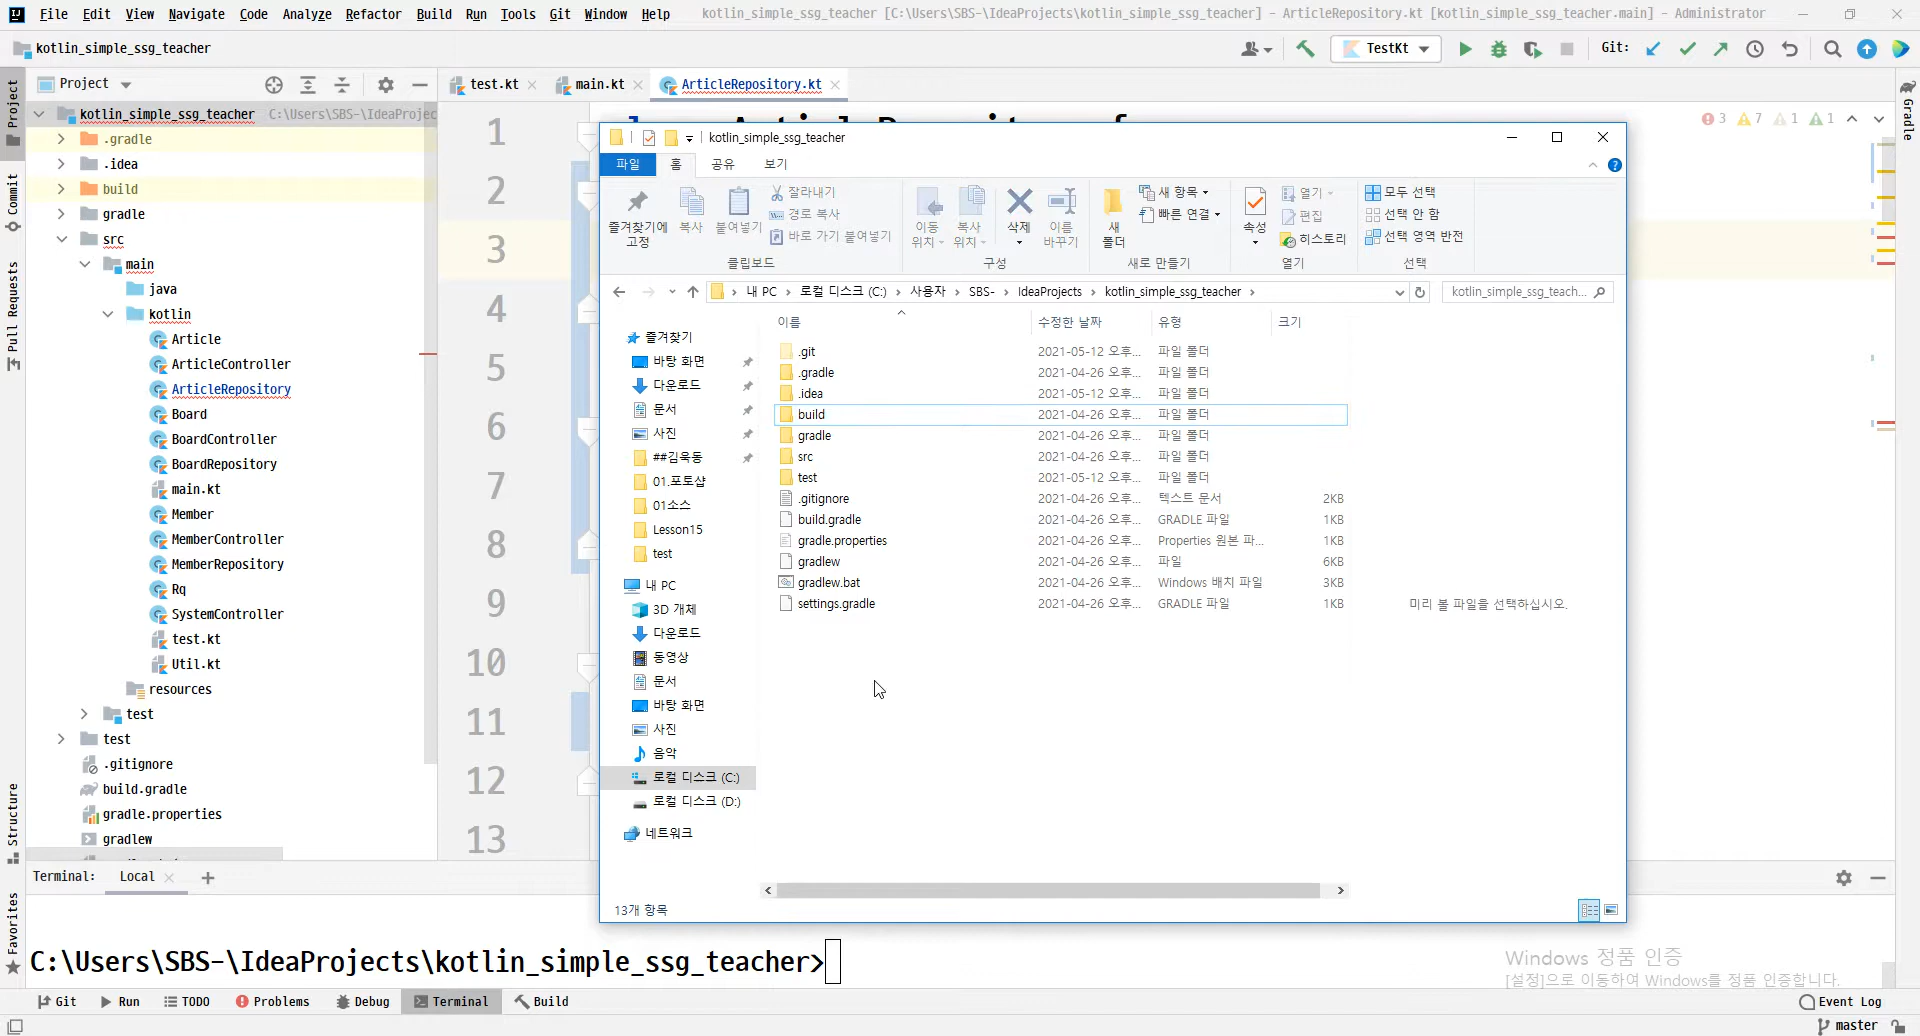 File Edit View Navigate Code Analyze Refactor Build Run Tools Git Window Help kotlin_simple_ssg_teacher [C:\Users\SBS-\IdeaProjects\kotlin_simple_ssg_teacher] - ArticleRepository.kt [kotlin_simple_ssg_teacher.main] - Administrator
kotlin_simple_ssg_teacher TestKt Git:
Project test.kt main.kt ArticleRepository.kt
kotlin_simple_ssg_teacher C:\Users\SBS-\IdeaProjec
.gradle
.idea
build
gradle
src
main
java
kotlin
Article
ArticleController
ArticleRepository
Board
BoardController
BoardRepository
main.kt
Member
MemberController
MemberRepository
Rq
SystemController
test.kt
Util.kt
resources
test
test
.gitignore
build.gradle
gradle.properties
gradlew
Project
Commit
Pull Requests
Structure
Favorites
Gradle
1
2
3
4
5
6
7
8
9
10
11
12
13
3 7 1 1
kotlin_simple_ssg_teacher
파일 홈 공유 보기
즐겨찾기에 고정
복사
붙여넣기
잘라내기
경로 복사
바로 가기 붙여넣기
클립보드
이동 위치
복사 위치
삭제
이름 바꾸기
구성
새 폴더
새 항목
빠른 연결
새로 만들기
속성
열기
편집
히스토리
열기
모두 선택
선택 안 함
선택 영역 반전
선택
내 PC 로컬 디스크 (C:) 사용자 SBS- IdeaProjects kotlin_simple_ssg_teacher kotlin_simple_ssg_teach...
이름 수정한 날짜 유형 크기
즐겨찾기
바탕 화면
다운로드
문서
사진
##김욱동
01.포토샵
01소스
Lesson15
test
내 PC
3D 개체
다운로드
동영상
문서
바탕 화면
사진
음악
로컬 디스크 (C:)
로컬 디스크 (D:)
네트워크
.git 2021-05-12 오후... 파일 폴더
.gradle 2021-04-26 오후... 파일 폴더
.idea 2021-05-12 오후... 파일 폴더
build 2021-04-26 오후... 파일 폴더
gradle 2021-04-26 오후... 파일 폴더
src 2021-04-26 오후... 파일 폴더
test 2021-05-12 오후... 파일 폴더
.gitignore 2021-04-26 오후... 텍스트 문서 2KB
build.gradle 2021-04-26 오후... GRADLE 파일 1KB
gradle.properties 2021-04-26 오후... Properties 원본 파... 1KB
gradlew 2021-04-26 오후... 파일 6KB
gradlew.bat 2021-04-26 오후... Windows 배치 파일 3KB
settings.gradle 2021-04-26 오후... GRADLE 파일 1KB
미리 볼 파일을 선택하십시오.
13개 항목
Terminal: Local
C:\Users\SBS-\IdeaProjects\kotlin_simple_ssg_teacher>
Windows 정품 인증
[설정]으로 이동하여 Windows를 정품 인증합니다.
Git Run TODO Problems Debug Terminal Build Event Log
master